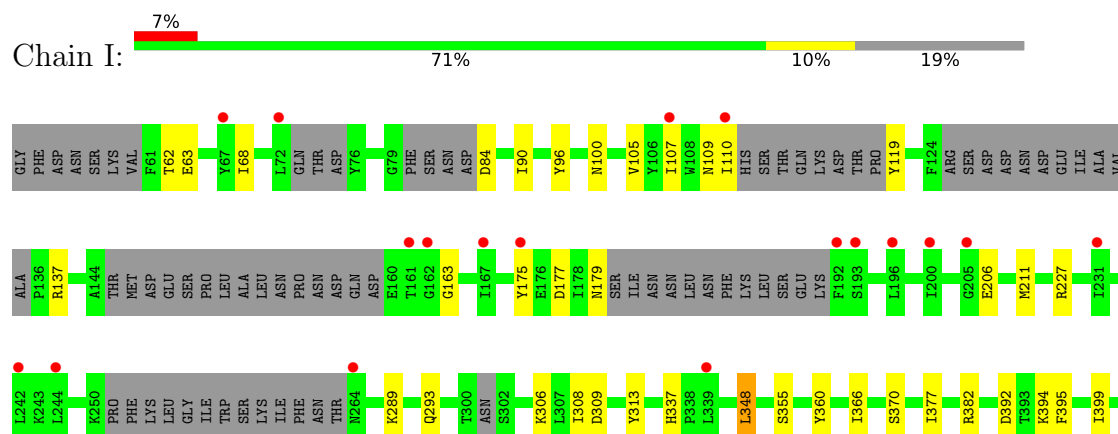 7%
Chain I:
71% 10% 19%
GLY PHE ASP ASN SER LYS VAL F61 T62 E63 Y67 I68 L72 GLN THR ASP Y76 G79 PHE SER ASN ASP D84 I90 Y96 N100 V105 Y106 I107 W108 N109 I110 HIS SER THR GLN LYS ASP THR PRO Y119 F124 ARG SER ASP ASP ASN ASP GLU ILE ALA VAL
ALA P136 R137 A144 THR MET ASP GLU SER PRO LEU ALA LEU ASN PRO ASN ASP GLN ASP E160 T161 G162 G163 I167 Y175 E176 D177 I178 N179 SER ILE ASN ASN LEU ASN PHE LYS LEU SER GLU LYS F192 S193 L196 I200 G205 E206 M211 R227 I231
L242 K243 L244 K250 PRO PHE LYS LEU GLY ILE TRP SER LYS ILE PHE ASN THR N264 K289 Q293 T300 ASN S302 K306 L307 I308 D309 Y313 H337 P338 L339 L348 S355 Y360 I366 S370 I377 R382 D392 T393 K394 F395 I399